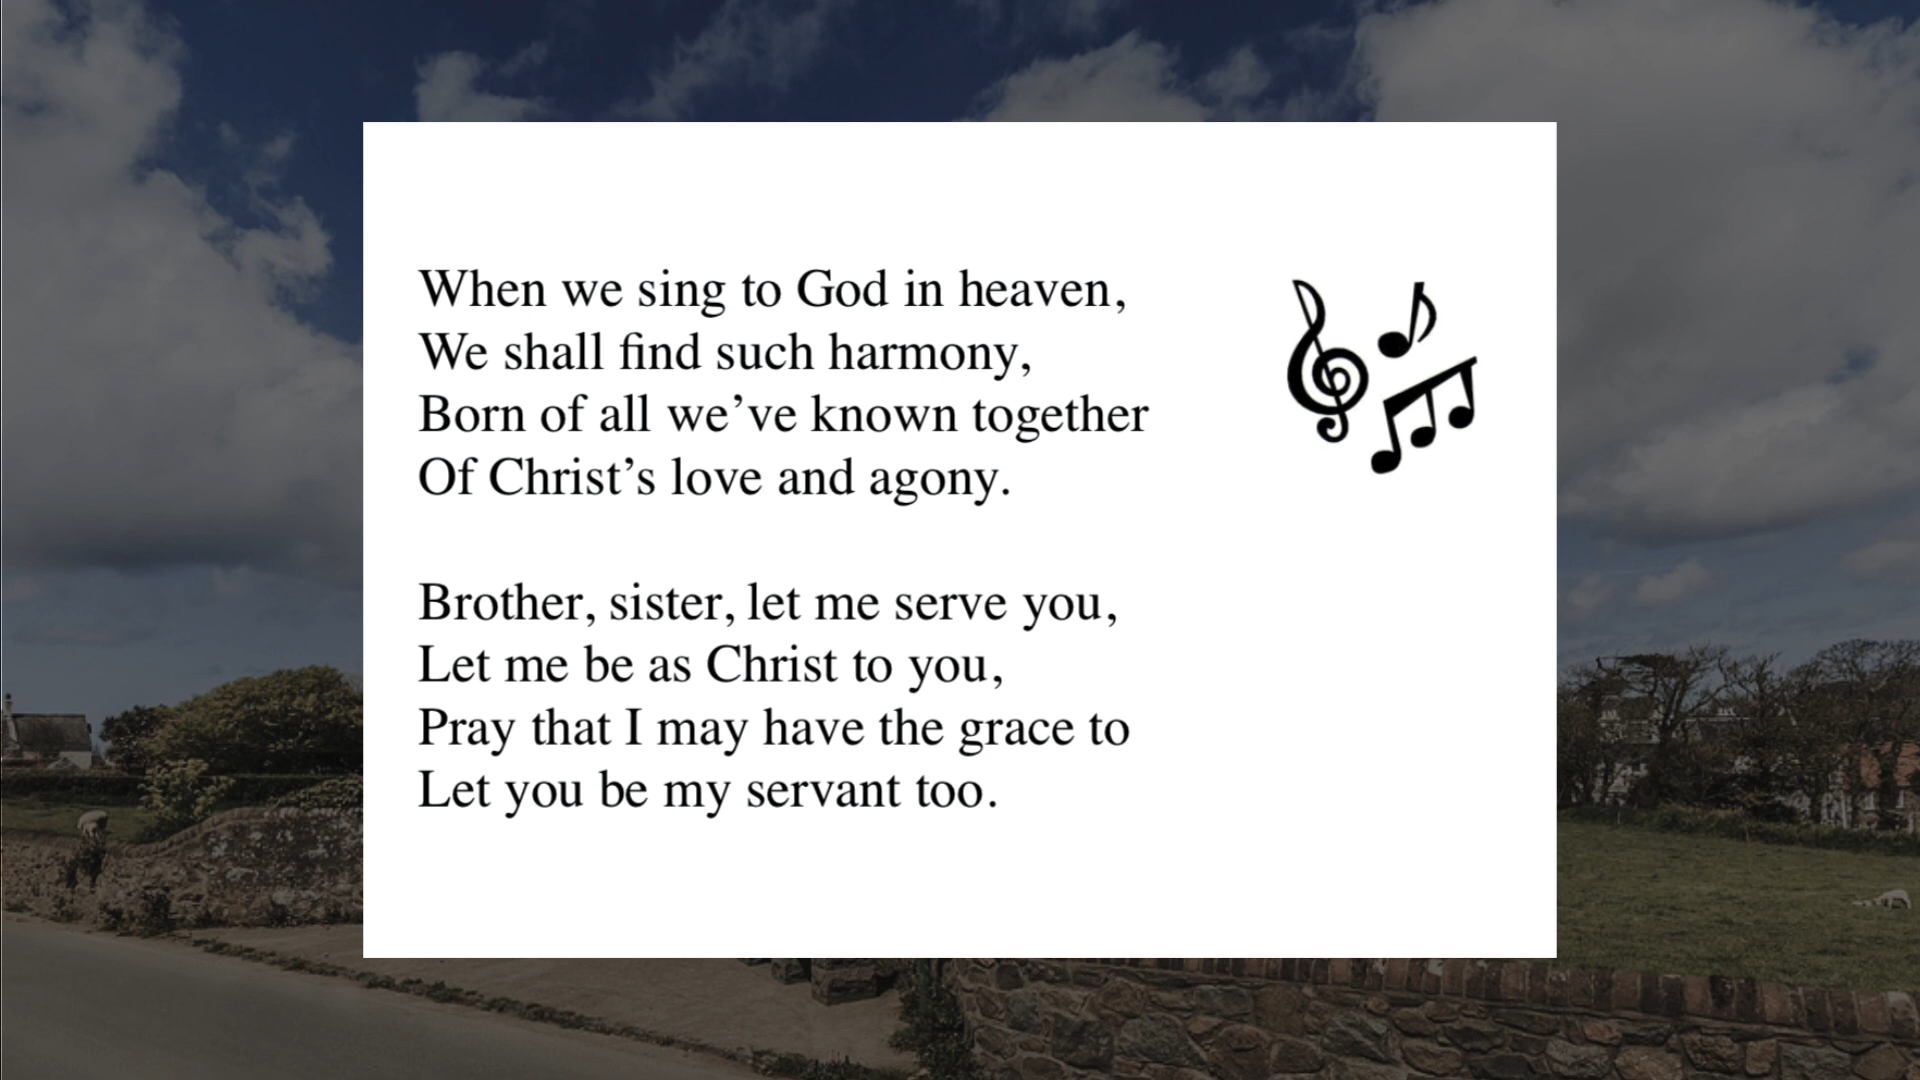 When we sing to God in heaven,
We shall find such harmony,
Born of all we’ve known together
Of Christ’s love and agony.

Brother, sister, let me serve you,
Let me be as Christ to you,
Pray that I may have the grace to
Let you be my servant too.